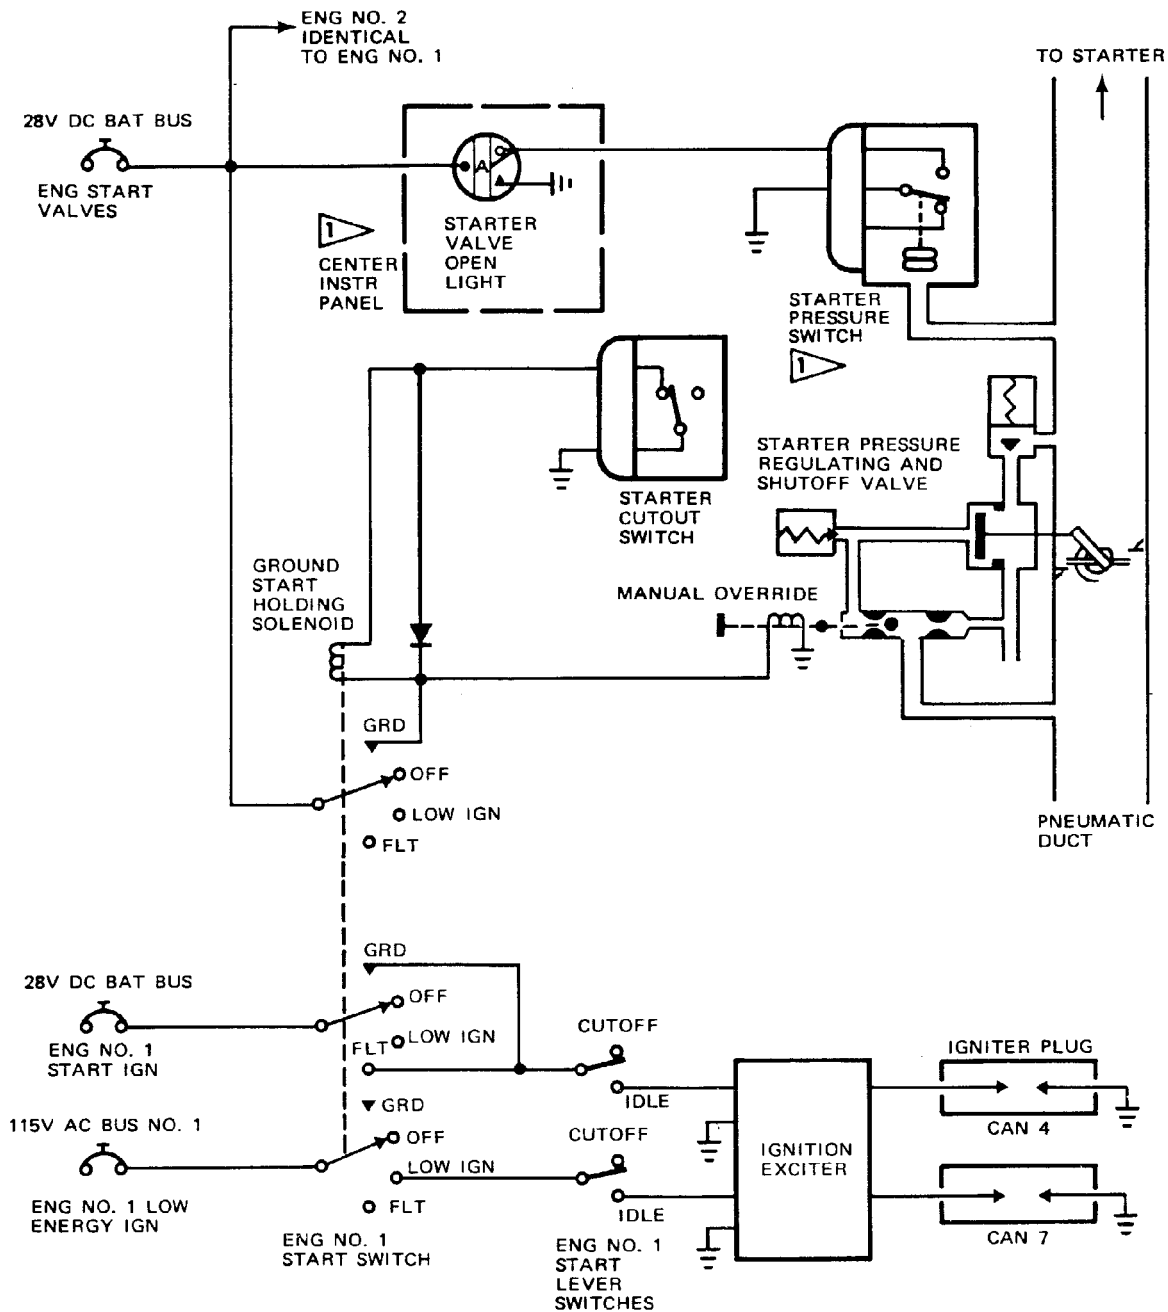 ENG NO. 2
IDENTICAL
TO ENG NO. 1
TO STARTER
28V DC BAT BUS
ENG START
VALVES
A
1
CENTER
INSTR
PANEL
STARTER
VALVE
OPEN
LIGHT
STARTER
PRESSURE
SWITCH
1
STARTER
CUTOUT
SWITCH
STARTER PRESSURE
REGULATING AND
SHUTOFF VALVE
GROUND
START
HOLDING
SOLENOID
MANUAL OVERRIDE
GRD
OFF
LOW IGN
FLT
PNEUMATIC
DUCT
28V DC BAT BUS
ENG NO. 1
START IGN
GRD
OFF
LOW IGN
FLT
CUTOFF
IDLE
115V AC BUS NO. 1
ENG NO. 1 LOW
ENERGY IGN
GRD
OFF
LOW IGN
FLT
ENG NO. 1
START SWITCH
CUTOFF
IDLE
ENG NO. 1
START
LEVER
SWITCHES
IGNITION
EXCITER
IGNITER PLUG
CAN 4
CAN 7